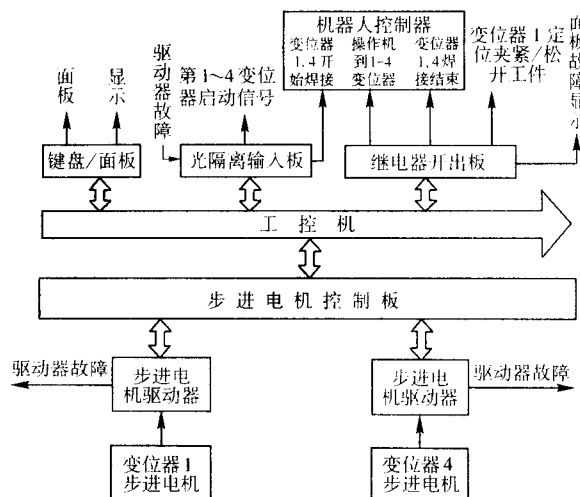 机器人控制器
变位器
1,4开
始焊接
操作机
到1~4
变位器
变位器
1,4焊
接结束
面板
显示
驱动器故障
第1~4变位
器启动信号
变位器1定
位夹紧/松
开工件
面板故障显示
键盘/面板
光隔离输入板
继电器开出板
工控机
步进电机控制板
驱动器故障
步进电
机驱动器
步进电
机驱动器
驱动器故障
变位器1
步进电机
变位器4
步进电机